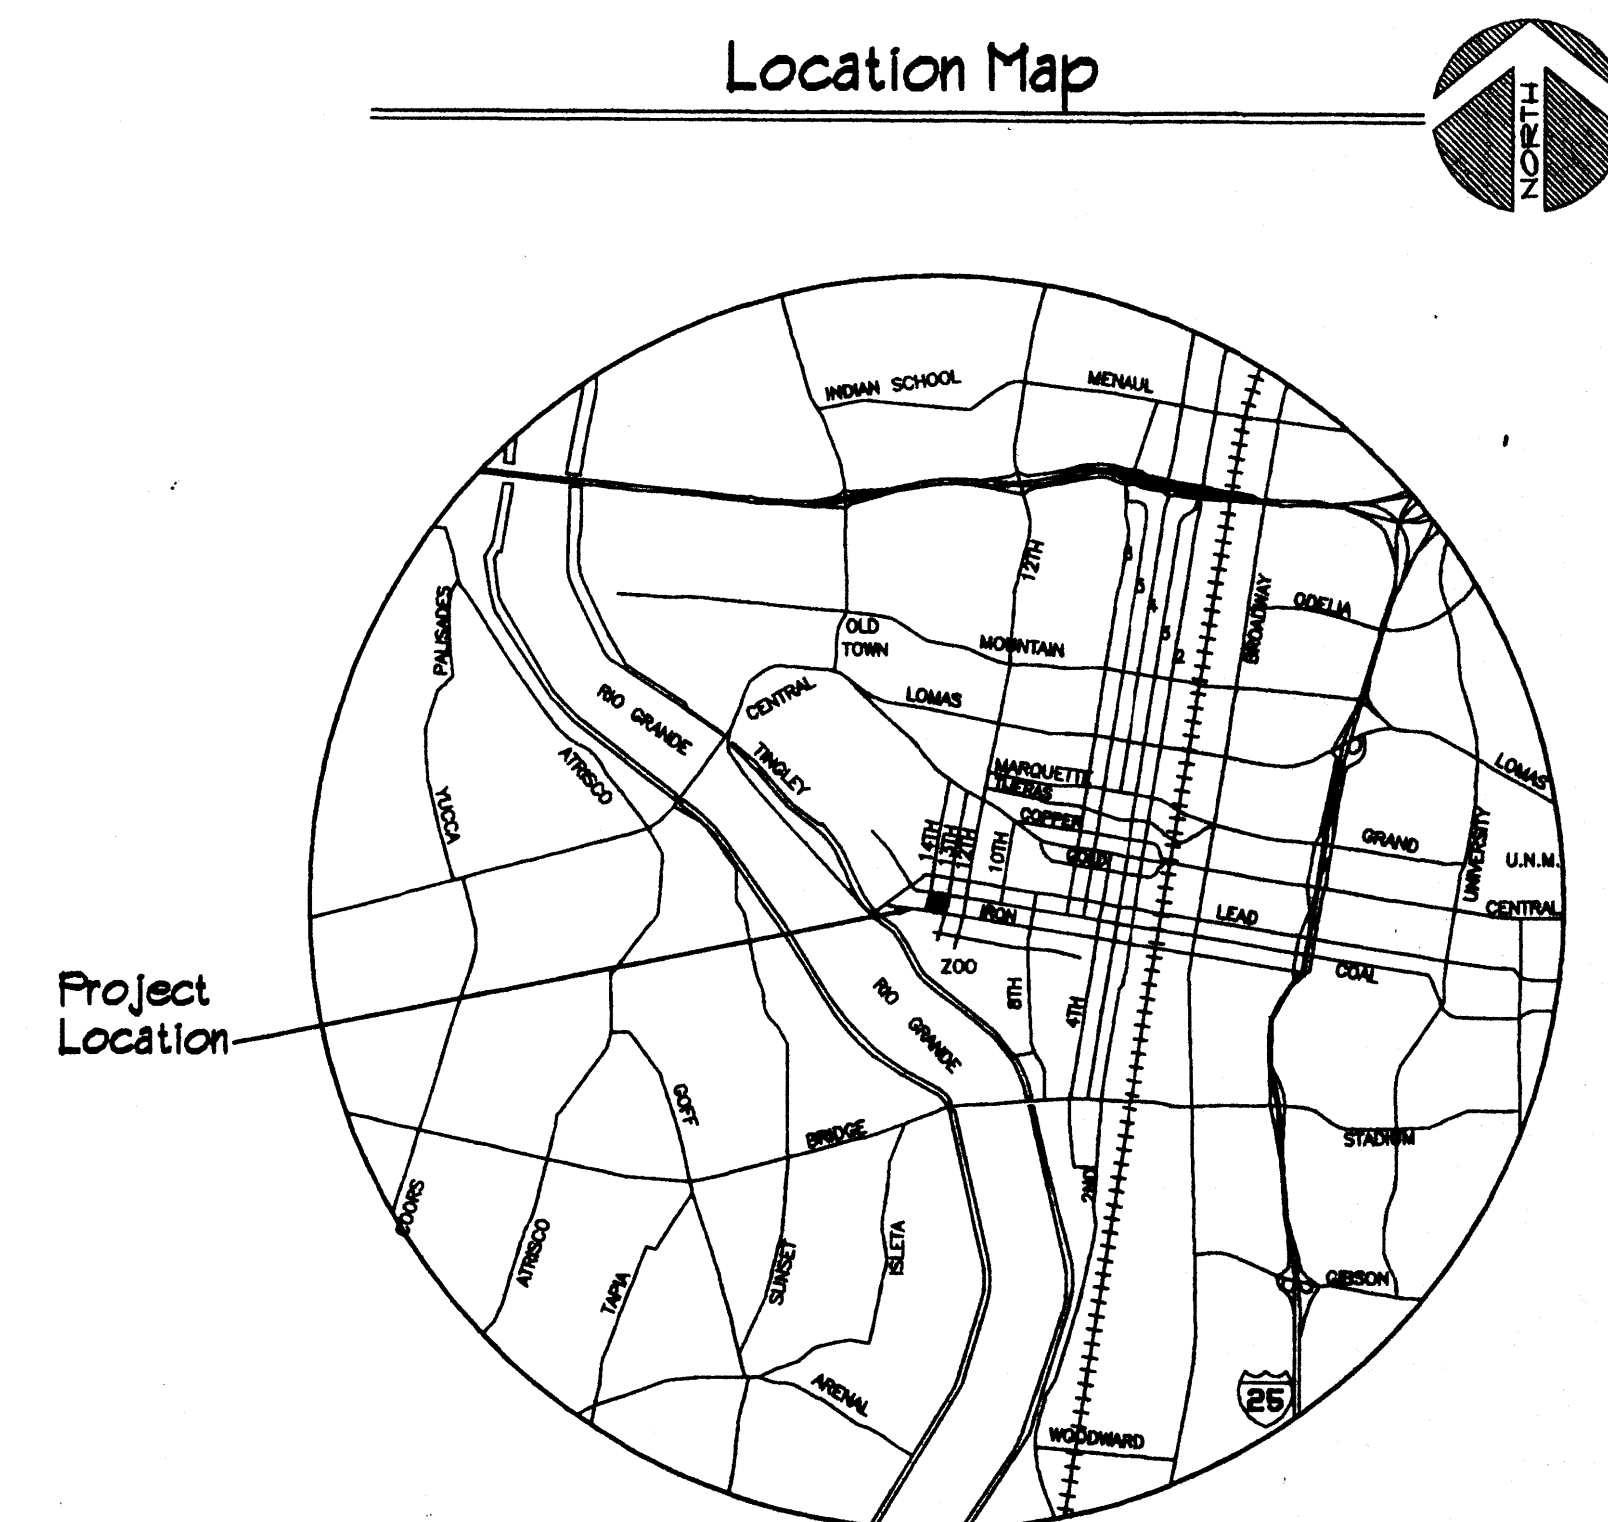 Location Map
NORTH
INDIAN SCHOOL
MENAUL
12TH
6
5
4
3
2
BROADWAY
ODELIA
PALISADES
OLD
TOWN
MOUNTAIN
RIO GRANDE
CENTRAL
LOMAS
ATRISCO
TINGLEY
MARQUETTE
TIJERAS
LOMAS
YUCCA
COPPER
14TH
13TH
12TH
10TH
GOLD
GRAND
UNIVERSITY
U.N.M.
IRON
LEAD
CENTRAL
ZOO
COAL
Project
Location
RIO GRANDE
8TH
4TH
GOFF
BRIDGE
STADIUM
COORS
2ND
ATRISCO
TAPIA
SUNSET
ISLETA
GIBSON
ARENAL
25
WOODWARD